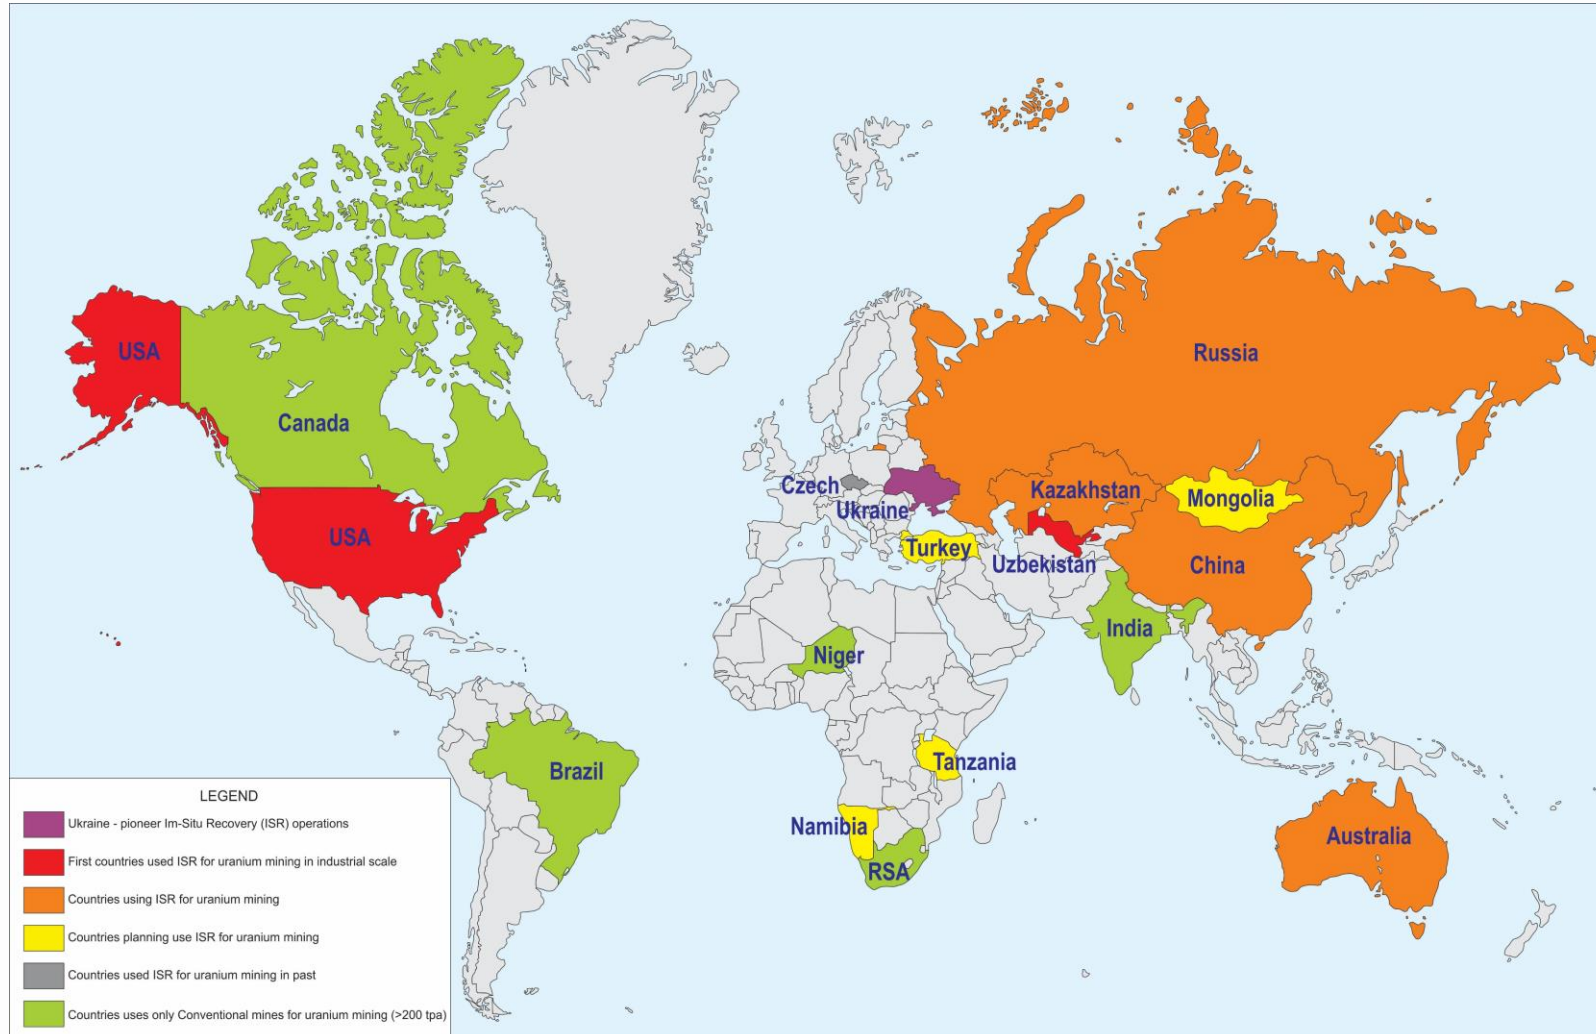 USA
Canada
USA
Russia
Czech
Ukraine
Kazakhstan
Mongolia
Turkey
Uzbekistan
China
India
Niger
Brazil
Tanzania
Namibia
RSA
Australia
LEGEND
Ukraine - pioneer Im-Situ Recovery (ISR) operations
First countries used ISR for uranium mining in industrial scale
Countries using ISR for uranium mining
Countries planning use ISR for uranium mining
Countries used ISR for uranium mining in past
Countries uses only Conventional mines for uranium mining (>200 tpa)